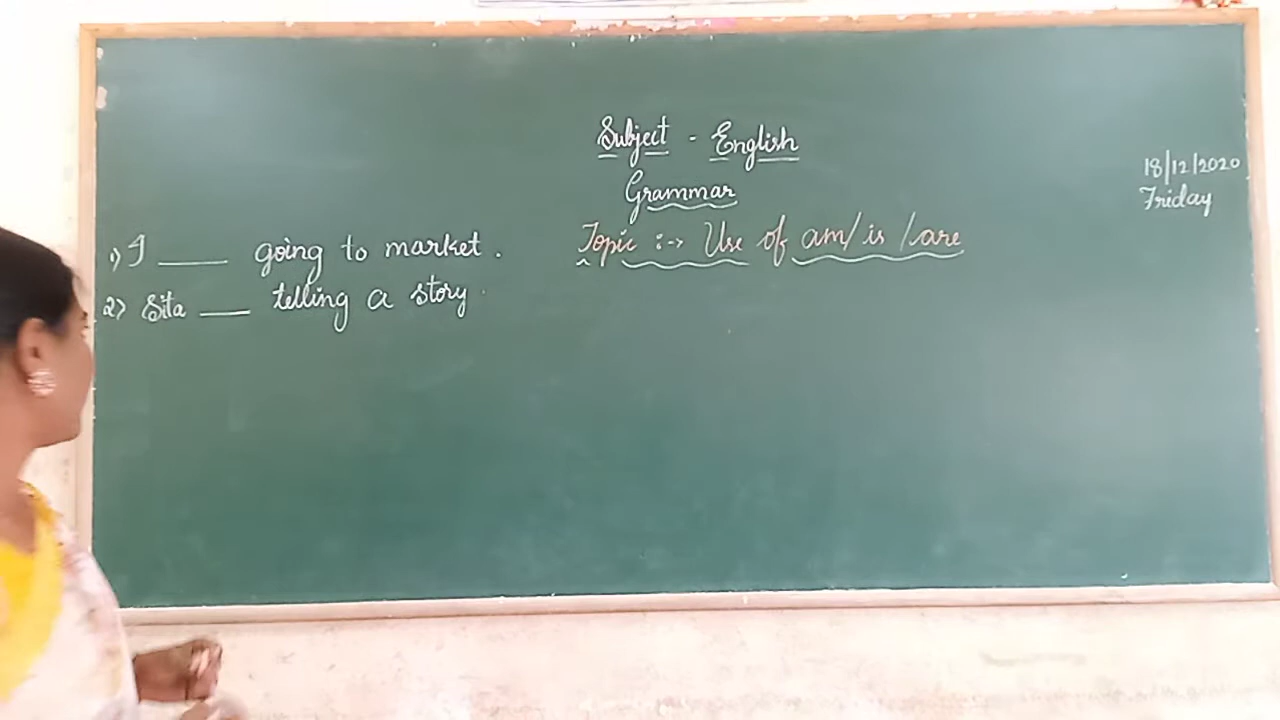 Subject - English
Grammar
Topic :-> Use of am/is/are
18/12/2020
Friday
1) I ____ going to market.
2) Sita ___ telling a story.